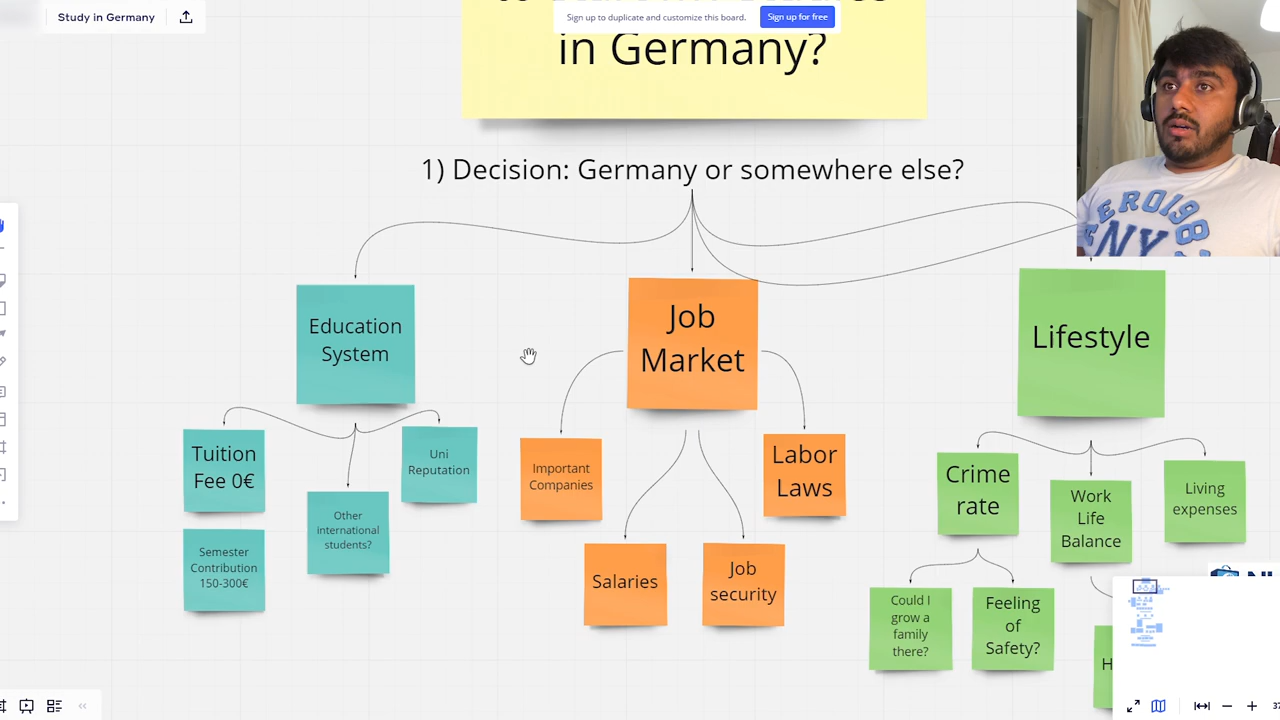 Study in Germany
Sign up to duplicate and customize this board.
Sign up for free
in Germany?
1) Decision: Germany or somewhere else?
Education
System
Job
Market
Lifestyle
Tuition
Fee 0€
Uni
Reputation
Other
international
students?
Semester
Contribution
150-300€
Important
Companies
Labor
Laws
Salaries
Job
security
Crime
rate
Work
Life
Balance
Living
expenses
Could I
grow a
family
there?
Feeling
of
Safety?
H
NY